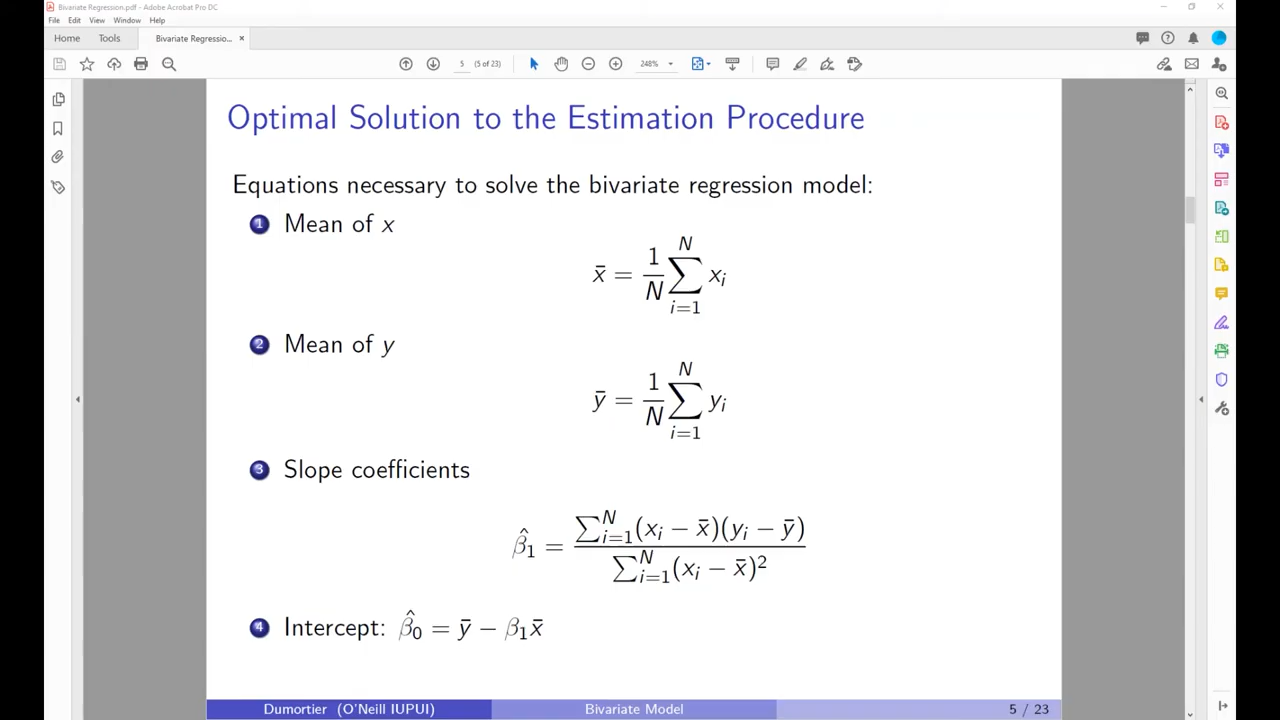 Bivariate Regression.pdf - Adobe Acrobat Pro DC
File Edit View Window Help
Home Tools Bivariate Regressio... ×
5 (5 of 23) 248%
Optimal Solution to the Estimation Procedure
Equations necessary to solve the bivariate regression model:
1 Mean of x
x̄ = 1/N ∑_{i=1}^{N} x_i
2 Mean of y
ȳ = 1/N ∑_{i=1}^{N} y_i
3 Slope coefficients
β̂₁ = ∑_{i=1}^{N}(x_i − x̄)(y_i − ȳ) / ∑_{i=1}^{N}(x_i − x̄)²
4 Intercept: β̂₀ = ȳ − β₁x̄
Dumortier (O'Neill IUPUI) Bivariate Model 5 / 23